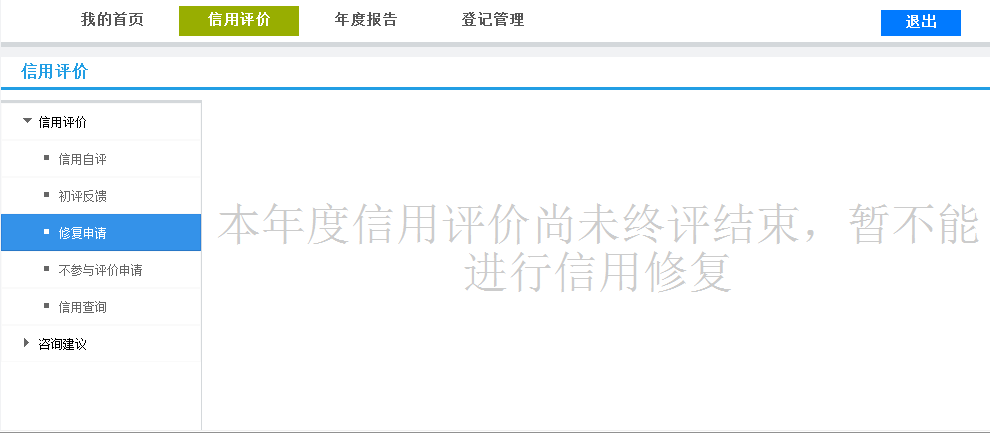 我的首页 信用评价 年度报告 登记管理 退出
信用评价
信用评价
信用自评
初评反馈
修复申请
不参与评价申请
信用查询
咨询建议
本年度信用评价尚未终评结束，暂不能
进行信用修复